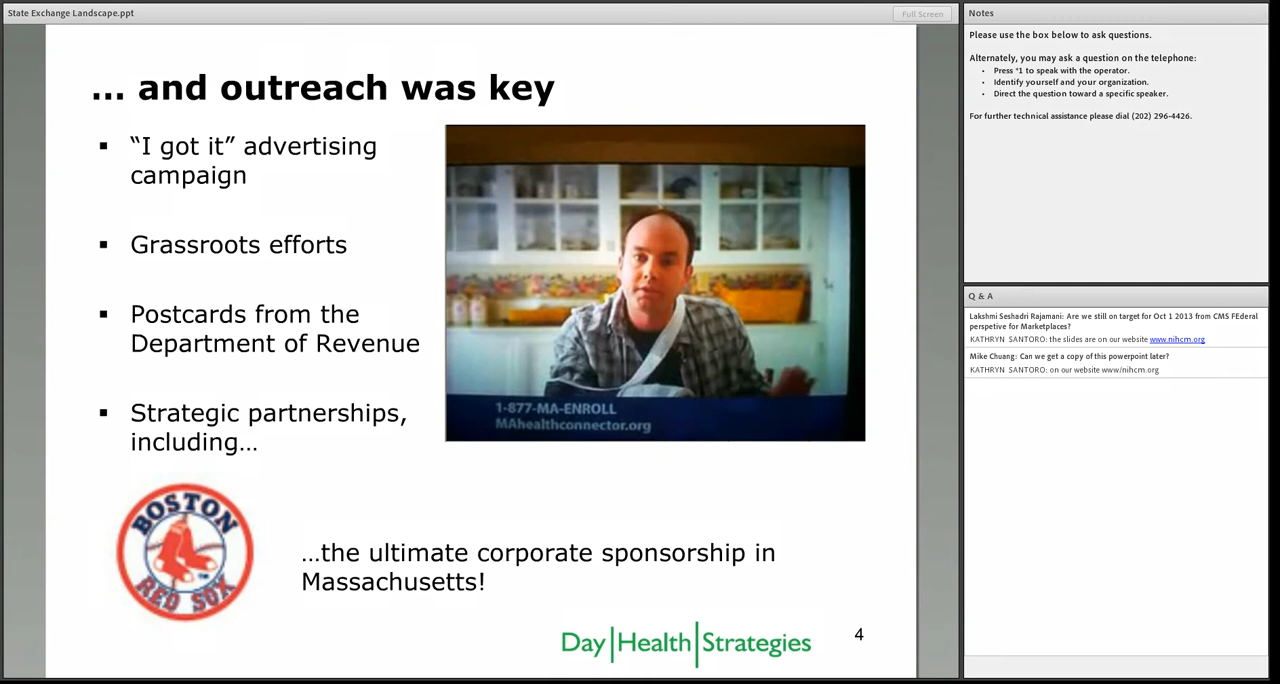 State Exchange Landscape.ppt
Full Screen
… and outreach was key
“I got it” advertising
campaign
Grassroots efforts
Postcards from the
Department of Revenue
Strategic partnerships,
including…
1-877-MA-ENROLL
MAhealthconnector.org
BOSTON
RED SOX
…the ultimate corporate sponsorship in
Massachusetts!
Day Health Strategies
4
Notes
Please use the box below to ask questions.
Alternately, you may ask a question on the telephone:
Press *1 to speak with the operator.
Identify yourself and your organization.
Direct the question toward a specific speaker.
For further technical assistance please dial (202) 296-4426.
Q & A
Lakshmi Seshadri Rajamani: Are we still on target for Oct 1 2013 from CMS FEderal
perspetive for Marketplaces?
KATHRYN SANTORO: the slides are on our website www.nihcm.org
Mike Chuang: Can we get a copy of this powerpoint later?
KATHRYN SANTORO: on our website www/nihcm.org